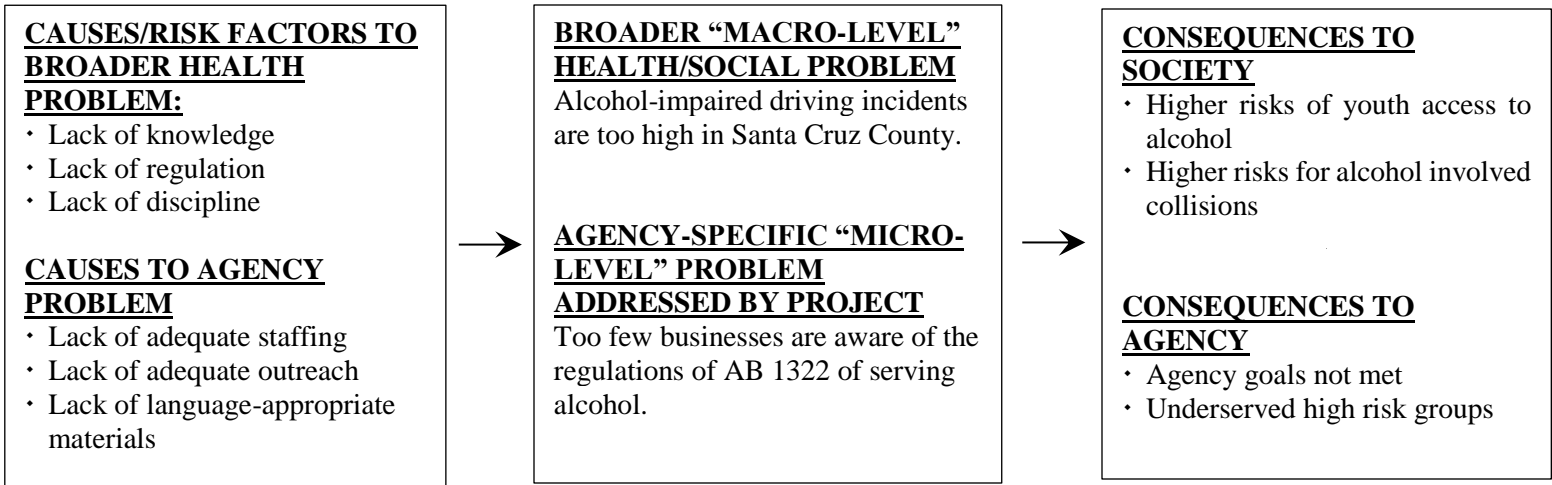 CAUSES/RISK FACTORS TO
BROADER HEALTH
PROBLEM:
· Lack of knowledge
· Lack of regulation
· Lack of discipline
CAUSES TO AGENCY
PROBLEM
· Lack of adequate staffing
· Lack of adequate outreach
· Lack of language-appropriate
materials
BROADER “MACRO-LEVEL”
HEALTH/SOCIAL PROBLEM
Alcohol-impaired driving incidents
are too high in Santa Cruz County.
AGENCY-SPECIFIC “MICRO-
LEVEL” PROBLEM
ADDRESSED BY PROJECT
Too few businesses are aware of the
regulations of AB 1322 of serving
alcohol.
CONSEQUENCES TO
SOCIETY
· Higher risks of youth access to
alcohol
· Higher risks for alcohol involved
collisions
CONSEQUENCES TO
AGENCY
· Agency goals not met
· Underserved high risk groups